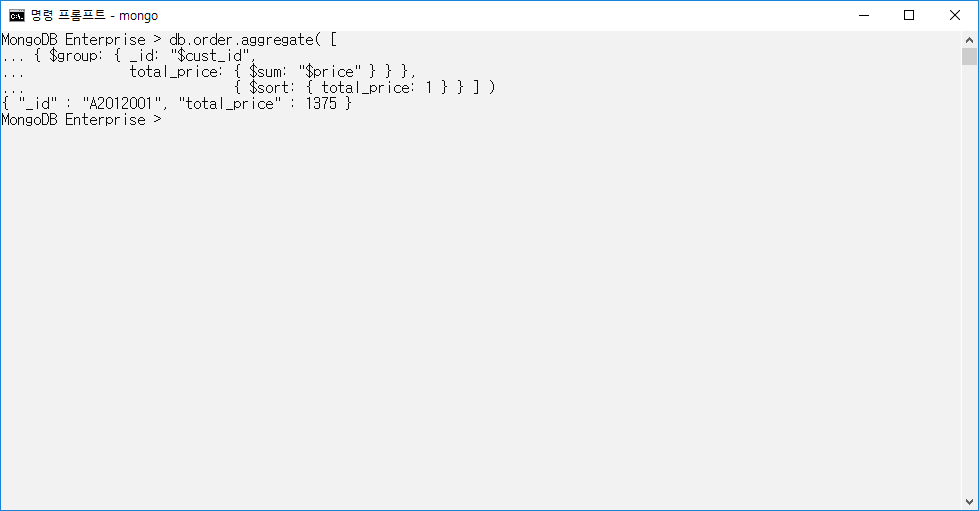 명령 프롬프트 - mongo
MongoDB Enterprise > db.order.aggregate( [
... { $group: { _id: "$cust_id",
...             total_price: { $sum: "$price" } } },
...                          { $sort: { total_price: 1 } } ] )
{ "_id" : "A2012001", "total_price" : 1375 }
MongoDB Enterprise >